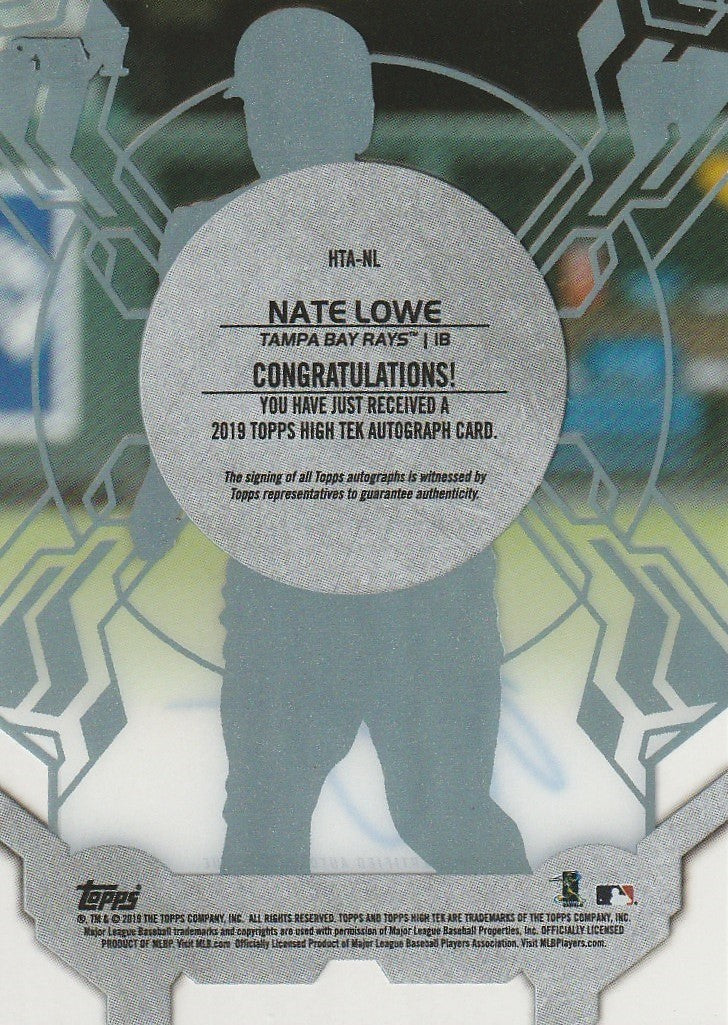 HTA-NL
NATE LOWE
TAMPA BAY RAYS™ | 1B
CONGRATULATIONS!
YOU HAVE JUST RECEIVED A
2019 TOPPS HIGH TEK AUTOGRAPH CARD.
The signing of all Topps autographs is witnessed by
Topps representatives to guarantee authenticity.
Topps
®, TM & © 2019 THE TOPPS COMPANY, INC. ALL RIGHTS RESERVED. TOPPS AND TOPPS HIGH TEK ARE TRADEMARKS OF THE TOPPS COMPANY, INC.
Major League Baseball trademarks and copyrights are used with permission of Major League Baseball Properties, Inc. OFFICIALLY LICENSED
PRODUCT OF MLBP. Visit MLB.com Officially Licensed Product of Major League Baseball Players Association. Visit MLBPlayers.com.